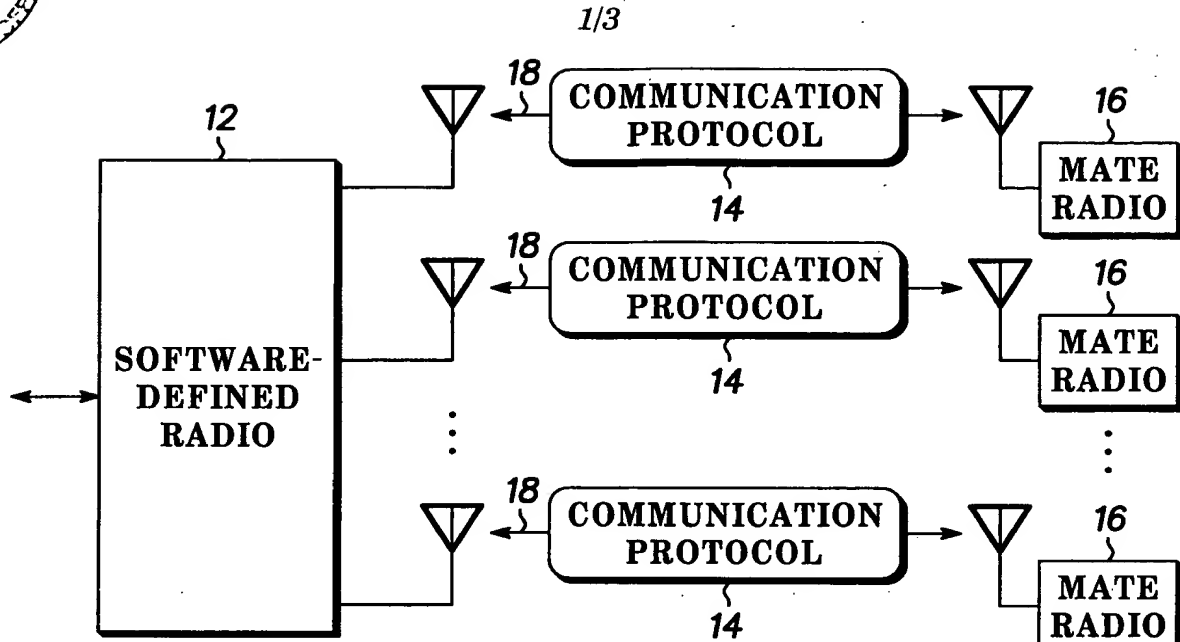 1/3
12
18
COMMUNICATION
PROTOCOL
14
16
MATE
RADIO
18
COMMUNICATION
PROTOCOL
14
16
MATE
RADIO
SOFTWARE-
DEFINED
RADIO
18
COMMUNICATION
PROTOCOL
14
16
MATE
RADIO